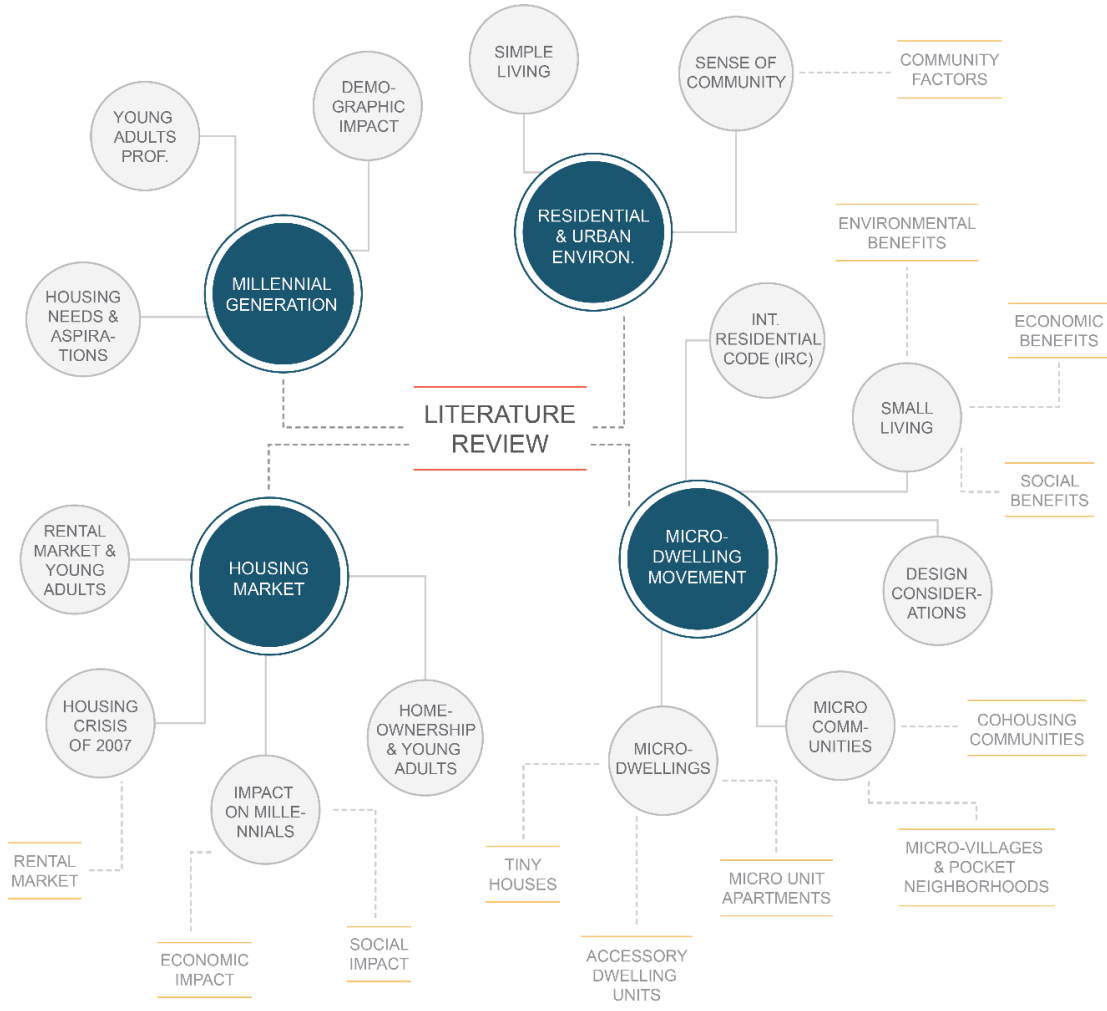 SIMPLE
LIVING
SENSE OF
COMMUNITY
COMMUNITY
FACTORS
YOUNG
ADULTS
PROF.
DEMO-
GRAPHIC
IMPACT
RESIDENTIAL
& URBAN
ENVIRON.
ENVIRONMENTAL
BENEFITS
MILLENNIAL
GENERATION
HOUSING
NEEDS &
ASPIRA-
TIONS
INT.
RESIDENTIAL
CODE (IRC)
ECONOMIC
BENEFITS
LITERATURE
REVIEW
SMALL
LIVING
SOCIAL
BENEFITS
RENTAL
MARKET &
YOUNG
ADULTS
HOUSING
MARKET
MICRO-
DWELLING
MOVEMENT
DESIGN
CONSIDER-
ATIONS
HOUSING
CRISIS
OF 2007
HOME-
OWNERSHIP
& YOUNG
ADULTS
MICRO-
DWELLINGS
MICRO
COMM-
UNITIES
COHOUSING
COMMUNITIES
IMPACT
ON MILLE-
NNIALS
RENTAL
MARKET
TINY
HOUSES
MICRO UNIT
APARTMENTS
MICRO-VILLAGES
& POCKET
NEIGHBORHOODS
ECONOMIC
IMPACT
SOCIAL
IMPACT
ACCESSORY
DWELLING
UNITS